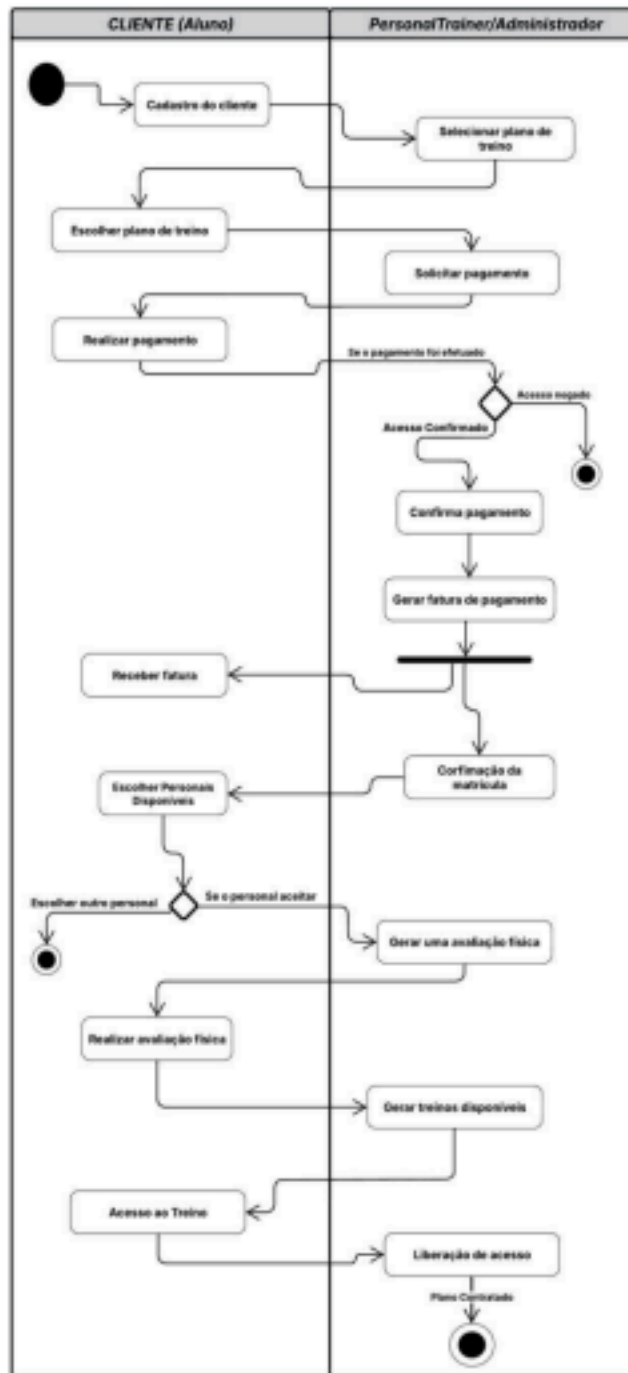 CLIENTE (Aluno)
PersonalTrainer/Administrador
Cadastro do cliente
Selecionar plano de
treino
Escolher plano de treino
Solicitar pagamento
Realizar pagamento
Se o pagamento foi efetuado
Acesso negado
Acesso Confirmado
Confirma pagamento
Gerar fatura de pagamento
Receber fatura
Corfimação da
matrícula
Escolher Personais
Disponíveis
Escolher outro personal
Se o personal aceitar
Gerar uma avaliação física
Realizar avaliação física
Gerar treinos disponíveis
Acesso ao Treino
Liberação de acesso
Plano Contratado